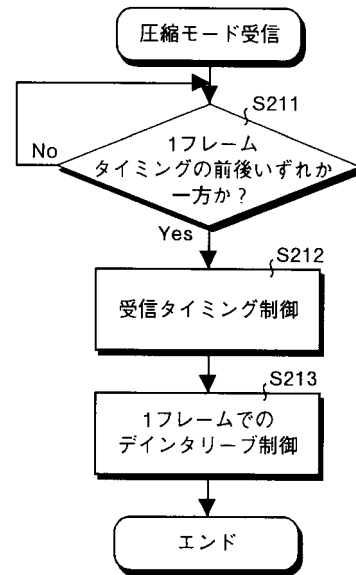 圧縮モード受信
S211
1フレーム
タイミングの前後いずれか
一方か？
No
Yes
S212
受信タイミング制御
S213
1フレームでの
デインタリーブ制御
エンド